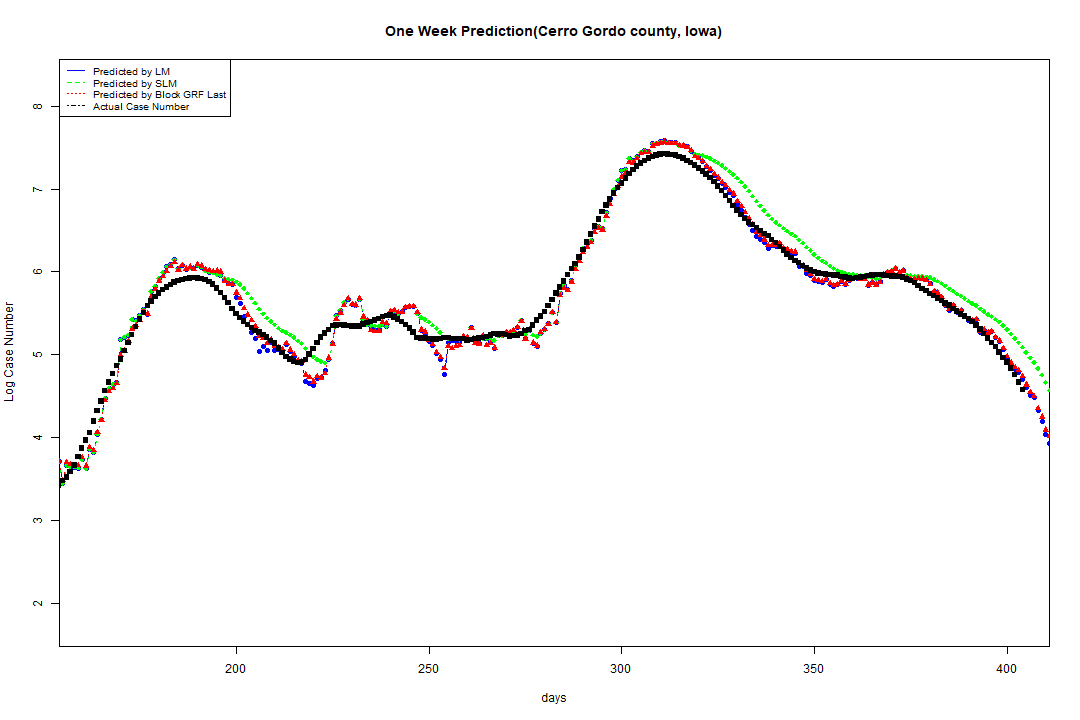 One Week Prediction(Cerro Gordo county, Iowa)
Predicted by LM
Predicted by SLM
Predicted by Block GRF Last
Actual Case Number
8
7
6
5
4
3
2
Log Case Number
200 250 300 350 400
days